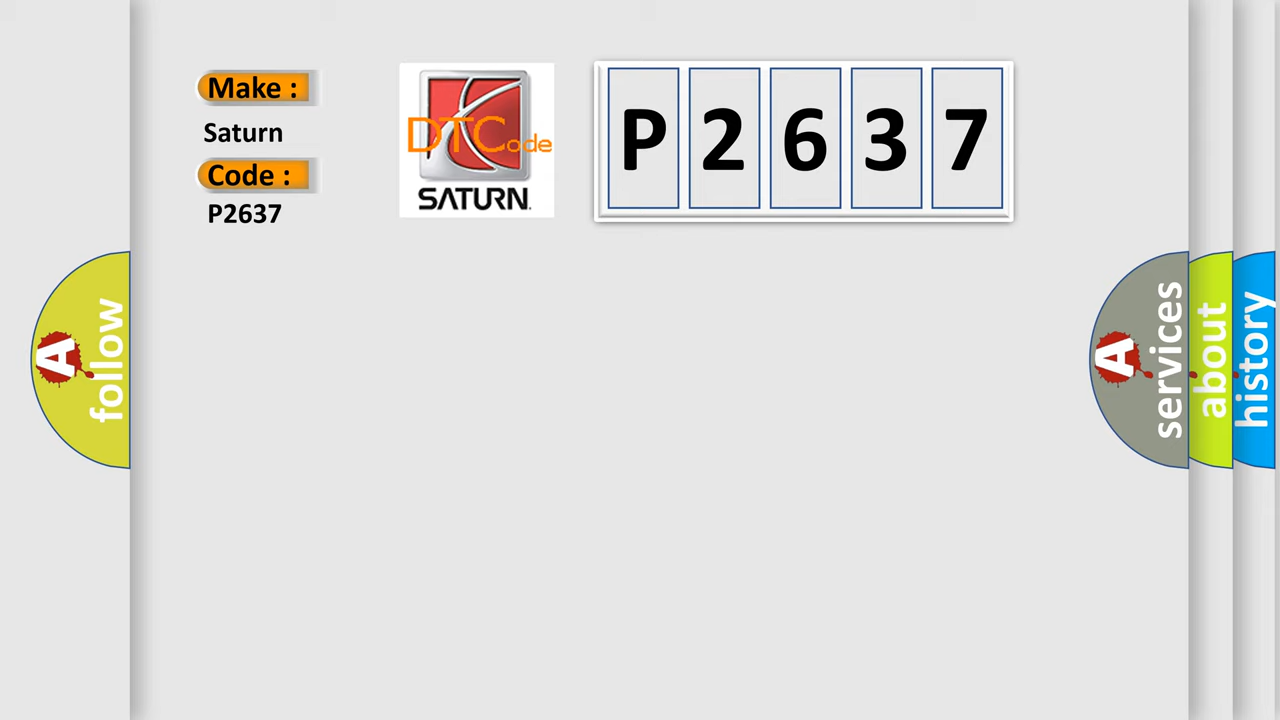 Make :
Saturn
Code :
P2637
DTCode
SATURN
P 2 6 3 7
A follow
A services
about
history